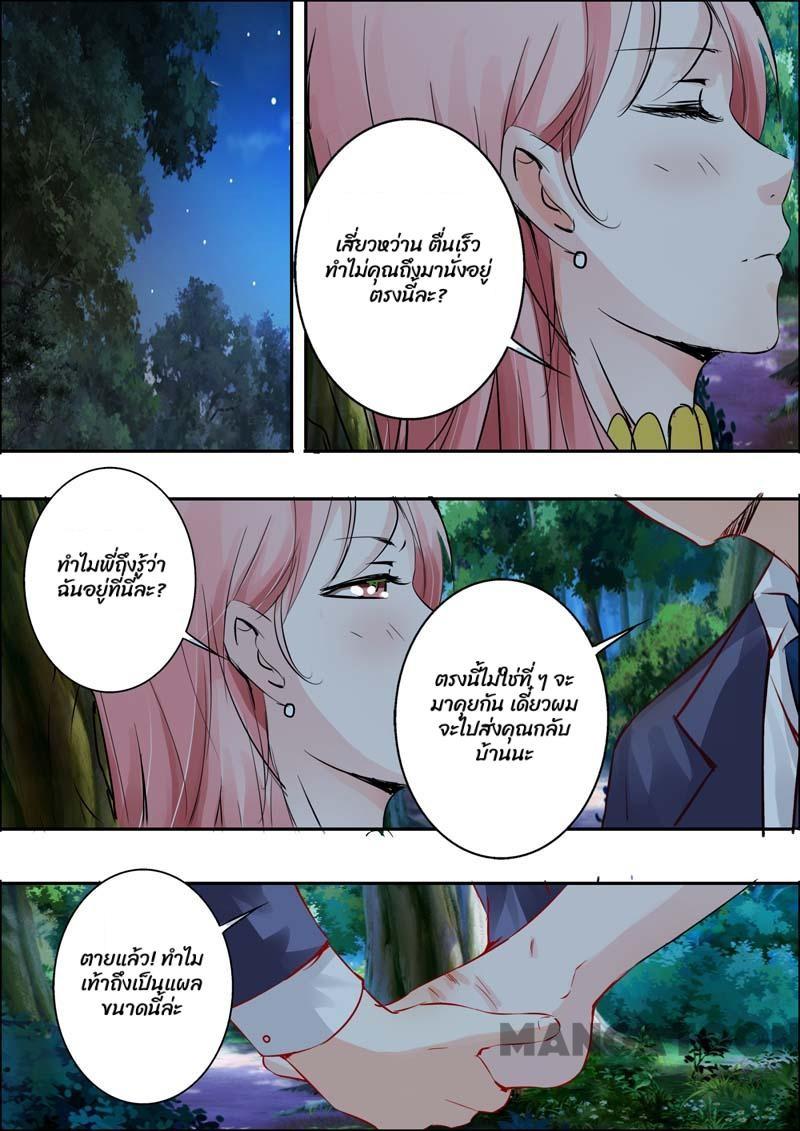 เสี่ยวหว่าน ตื่นเร็ว
ทำไม่คุณถึงมานั่งอยู่
ตรงนี้ละ?
ทำไมพี่ถึงรู้ว่า
ฉันอยู่ที่นี่ละ?
ตรงนี้ไม่ใช่ที่ ๆ จะ
มาคุยกัน เดี๋ยวผม
จะไปส่งคุณกลับ
บ้านนะ
ตายแล้ว! ทำไม
เท้าถึงเป็นแผล
ขนาดนี้ล่ะ